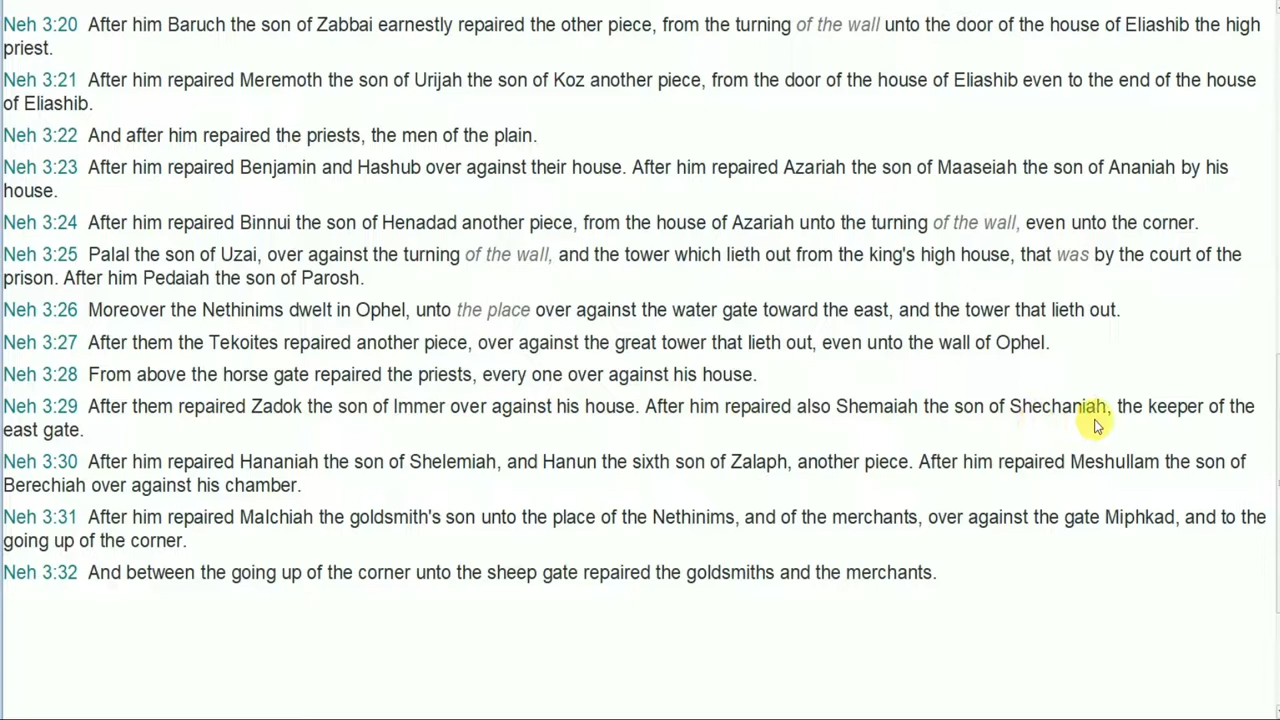 Neh 3:20 After him Baruch the son of Zabbai earnestly repaired the other piece, from the turning of the wall unto the door of the house of Eliashib the high
priest.
Neh 3:21 After him repaired Meremoth the son of Urijah the son of Koz another piece, from the door of the house of Eliashib even to the end of the house
of Eliashib.
Neh 3:22 And after him repaired the priests, the men of the plain.
Neh 3:23 After him repaired Benjamin and Hashub over against their house. After him repaired Azariah the son of Maaseiah the son of Ananiah by his
house.
Neh 3:24 After him repaired Binnui the son of Henadad another piece, from the house of Azariah unto the turning of the wall, even unto the corner.
Neh 3:25 Palal the son of Uzai, over against the turning of the wall, and the tower which lieth out from the king's high house, that was by the court of the
prison. After him Pedaiah the son of Parosh.
Neh 3:26 Moreover the Nethinims dwelt in Ophel, unto the place over against the water gate toward the east, and the tower that lieth out.
Neh 3:27 After them the Tekoites repaired another piece, over against the great tower that lieth out, even unto the wall of Ophel.
Neh 3:28 From above the horse gate repaired the priests, every one over against his house.
Neh 3:29 After them repaired Zadok the son of Immer over against his house. After him repaired also Shemaiah the son of Shechaniah, the keeper of the
east gate.
Neh 3:30 After him repaired Hananiah the son of Shelemiah, and Hanun the sixth son of Zalaph, another piece. After him repaired Meshullam the son of
Berechiah over against his chamber.
Neh 3:31 After him repaired Malchiah the goldsmith's son unto the place of the Nethinims, and of the merchants, over against the gate Miphkad, and to the
going up of the corner.
Neh 3:32 And between the going up of the corner unto the sheep gate repaired the goldsmiths and the merchants.